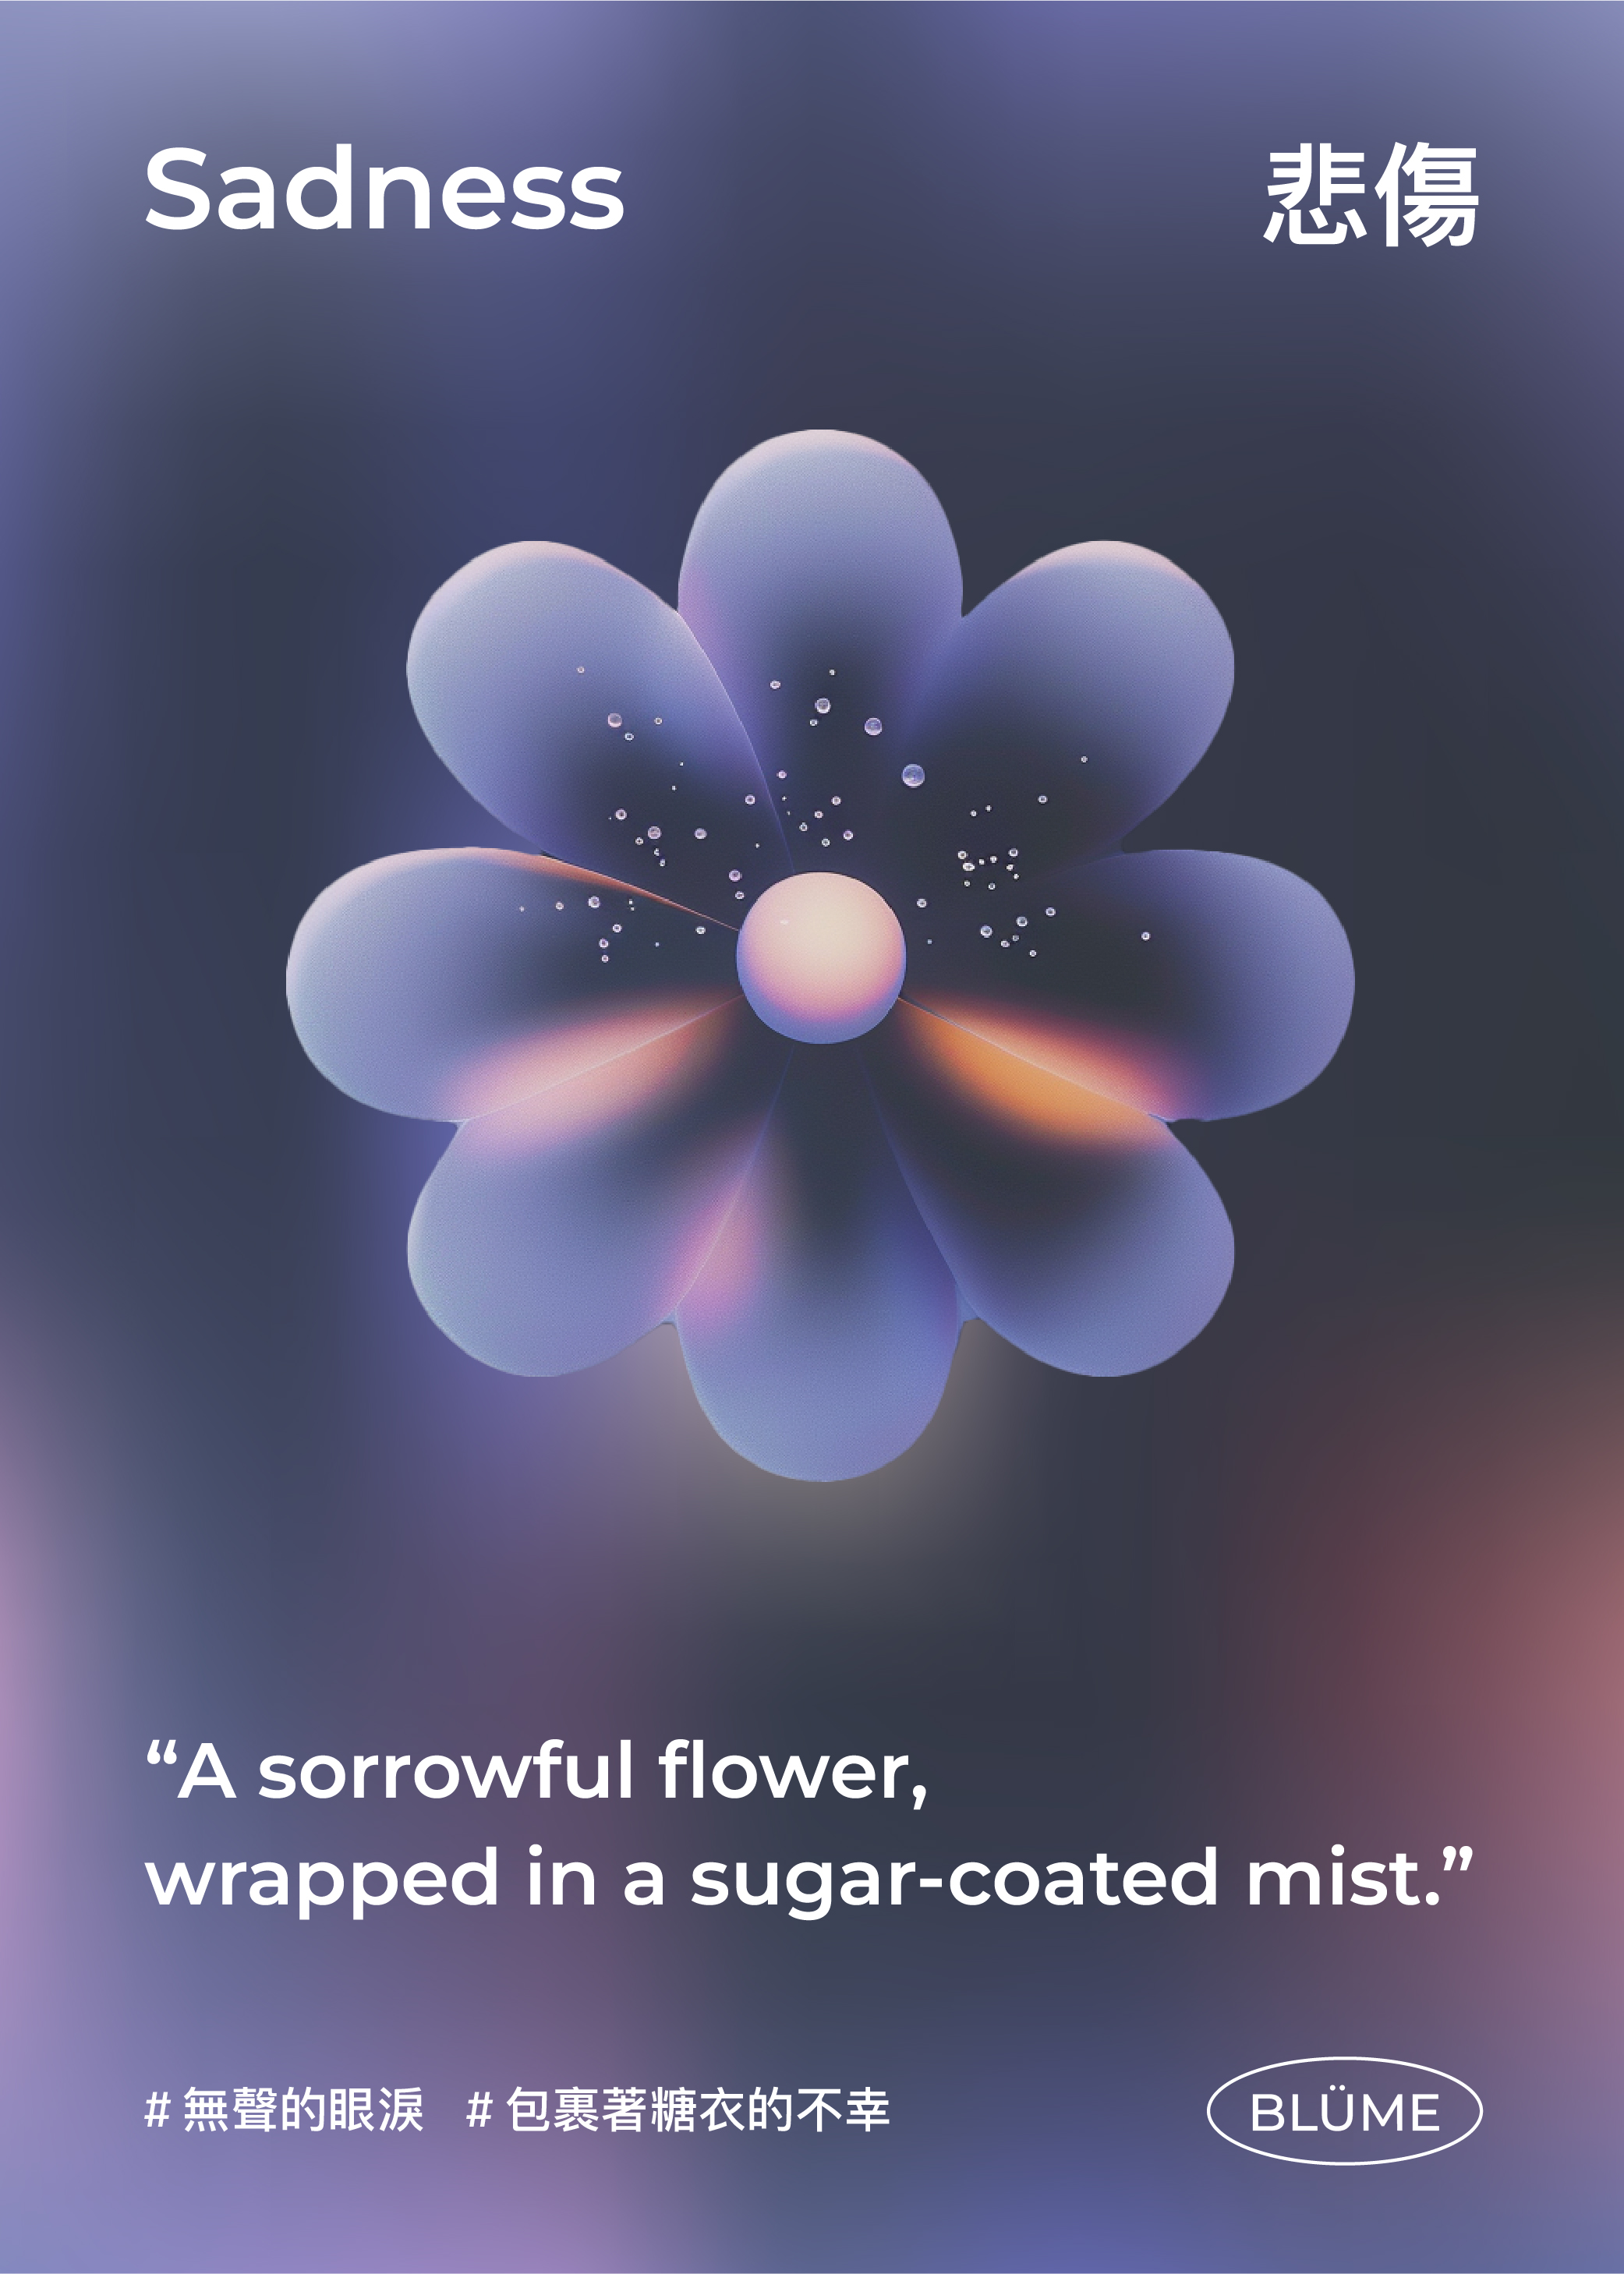 Sadness
悲傷
“A sorrowful flower,
wrapped in a sugar-coated mist.”
# 無聲的眼淚 # 包裹著糖衣的不幸
BLÜME